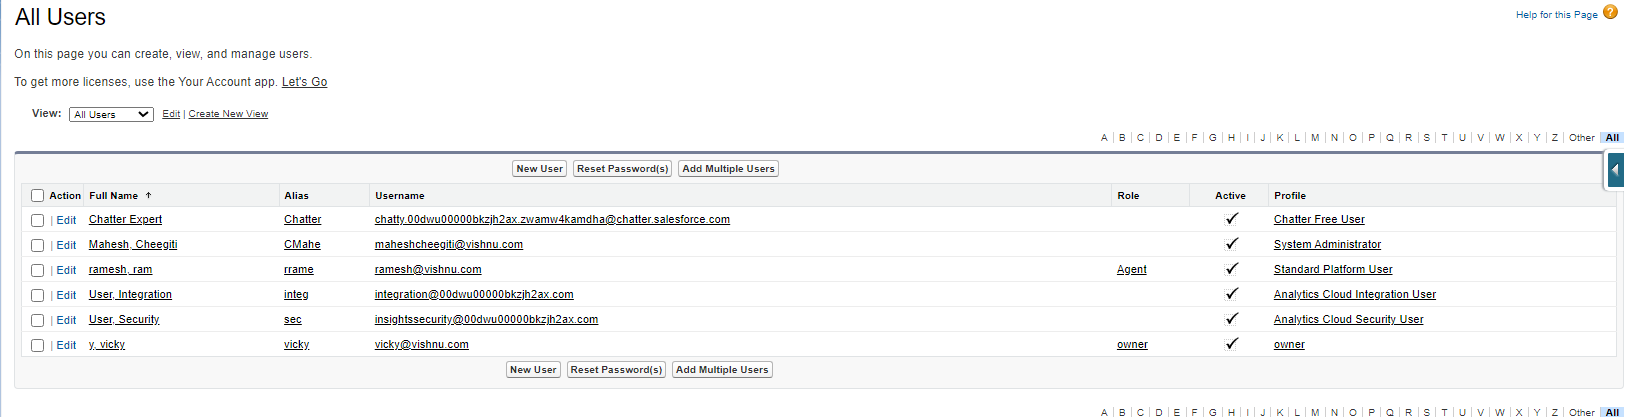 All Users
Help for this Page ?
On this page you can create, view, and manage users.
To get more licenses, use the Your Account app. Let's Go
View: All Users Edit | Create New View
A | B | C | D | E | F | G | H | I | J | K | L | M | N | O | P | Q | R | S | T | U | V | W | X | Y | Z | Other | All
New User Reset Password(s) Add Multiple Users
Action Full Name ↑ Alias Username Role Active Profile
| Edit Chatter Expert Chatter chatty.00dwu00000bkzjh2ax.zwamw4kamdha@chatter.salesforce.com Chatter Free User
| Edit Mahesh, Cheegiti CMahe maheshcheegiti@vishnu.com System Administrator
| Edit ramesh, ram rrame ramesh@vishnu.com Agent Standard Platform User
| Edit User, Integration integ integration@00dwu00000bkzjh2ax.com Analytics Cloud Integration User
| Edit User, Security sec insightssecurity@00dwu00000bkzjh2ax.com Analytics Cloud Security User
| Edit y, vicky vicky vicky@vishnu.com owner owner
New User Reset Password(s) Add Multiple Users
A | B | C | D | E | F | G | H | I | J | K | L | M | N | O | P | Q | R | S | T | U | V | W | X | Y | Z | Other | All